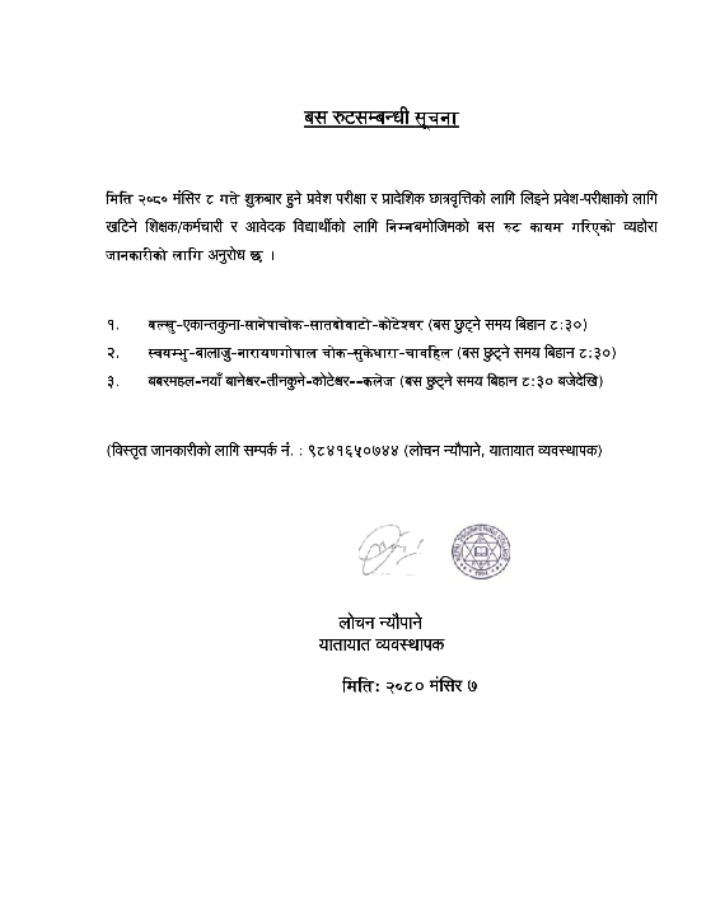 बस रुटसम्बन्धी सूचना
मिति २०८० मंसिर ८ गते शुक्रबार हुने प्रवेश परीक्षा र प्रादेशिक छात्रवृत्तिको लागि लिइने प्रवेश-परीक्षाको लागि
खटिने शिक्षक/कर्मचारी र आवेदक विद्यार्थीको लागि निम्नबमोजिमको बस रुट कायम गरिएको व्यहोरा
जानकारीको लागि अनुरोध छ ।
१. बल्खु-एकान्तकुना-सानेपाचोक-सातदोबाटो-कोटेश्वर (बस छुट्ने समय बिहान ८:३०)
२. स्वयम्भु-बालाजु-नारायणगोपाल चोक-सुकेधारा-चावहिल (बस छुट्ने समय बिहान ८:३०)
३. बबरमहल-नयाँ बानेश्वर-तीनकुने-कोटेश्वर--कलेज (बस छुट्ने समय बिहान ८:३० बजेदेखि)
(विस्तृत जानकारीको लागि सम्पर्क नं. : ९८४१६५०७४४ (लोचन न्यौपाने, यातायात व्यवस्थापक)
लोचन न्यौपाने
यातायात व्यवस्थापक
मिति: २०८० मंसिर ७